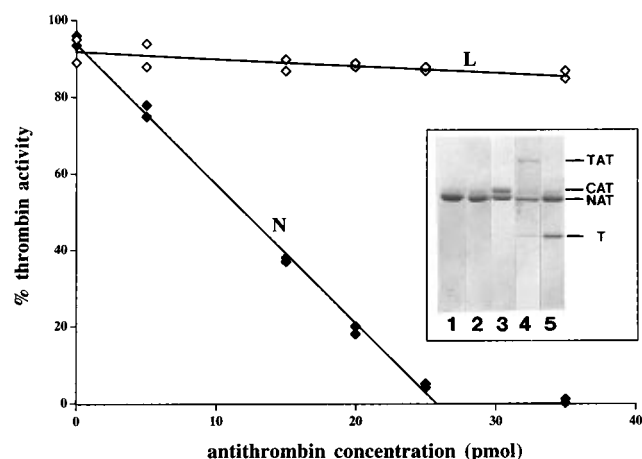 100
80
60
40
20
0
% thrombin activity
L
N
TAT
CAT
NAT
T
1 2 3 4 5
0 10 20 30 40
antithrombin concentration (pmol)